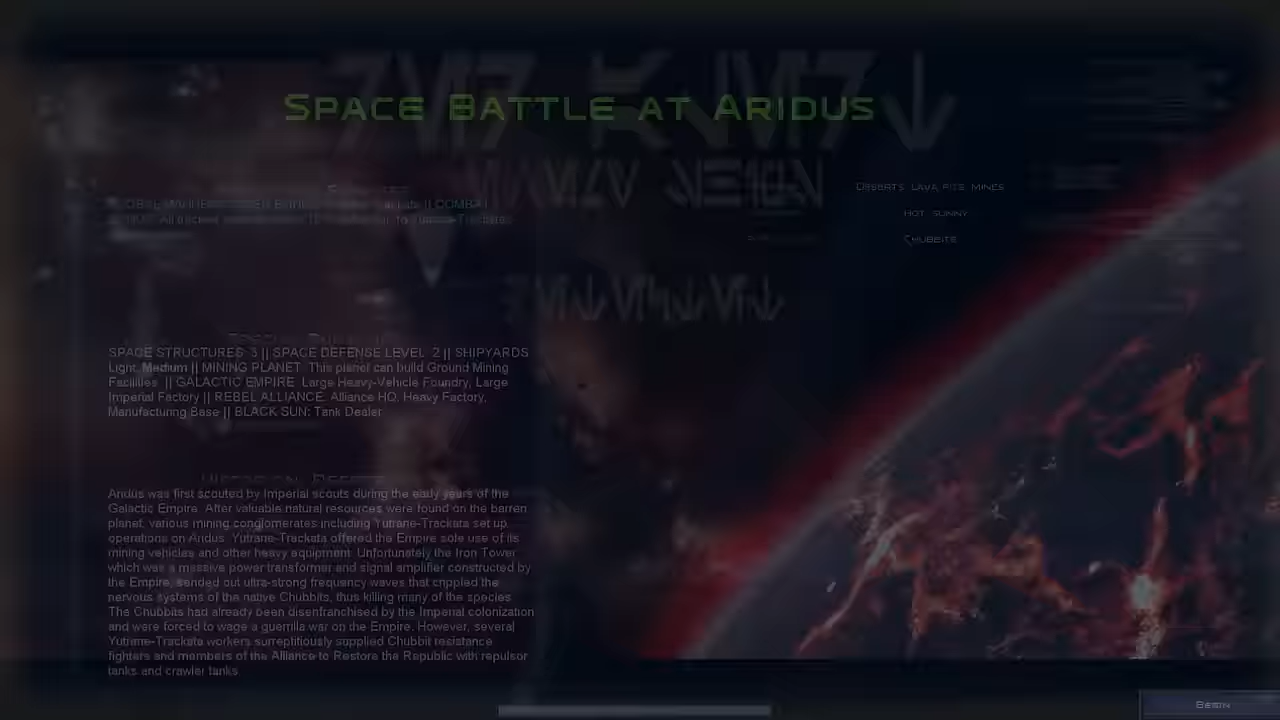 SPACE BATTLE AT ARIDUS
DESERTS LAVA PITS MINES
HOT SUNNY
CHUBBITS
SPACE STRUCTURES 3 || SPACE DEFENSE LEVEL 2 || SHIPYARDS
Light, Medium || MINING PLANET This planet can build Ground Mining
Facilities || GALACTIC EMPIRE Large Heavy-Vehicle Foundry, Large
Imperial Factory || REBEL ALLIANCE: Alliance HQ, Heavy Factory,
Manufacturing Base || BLACK SUN: Tank Dealer
Aridus was first scouted by Imperial scouts during the early years of the
Galactic Empire. After valuable natural resources were found on the barren
planet, various mining conglomerates including Yutrane-Trackata set up
operations on Aridus. Yutrane-Trackata offered the Empire sole use of its
mining vehicles and other heavy equipment. Unfortunately the Iron Tower,
which was a massive power transformer and signal amplifier constructed by
the Empire, sended out ultra-strong frequency waves that crippled the
nervous systems of the native Chubbits, thus killing many of the species.
The Chubbits had already been disenfranchised by the Imperial colonization
and were forced to wage a guerilla war on the Empire. However, several
Yutrane-Trackata workers surreptitiously supplied Chubbit resistance
fighters and members of the Alliance to Restore the Republic with repulsor
tanks and crawler tanks
BEGIN